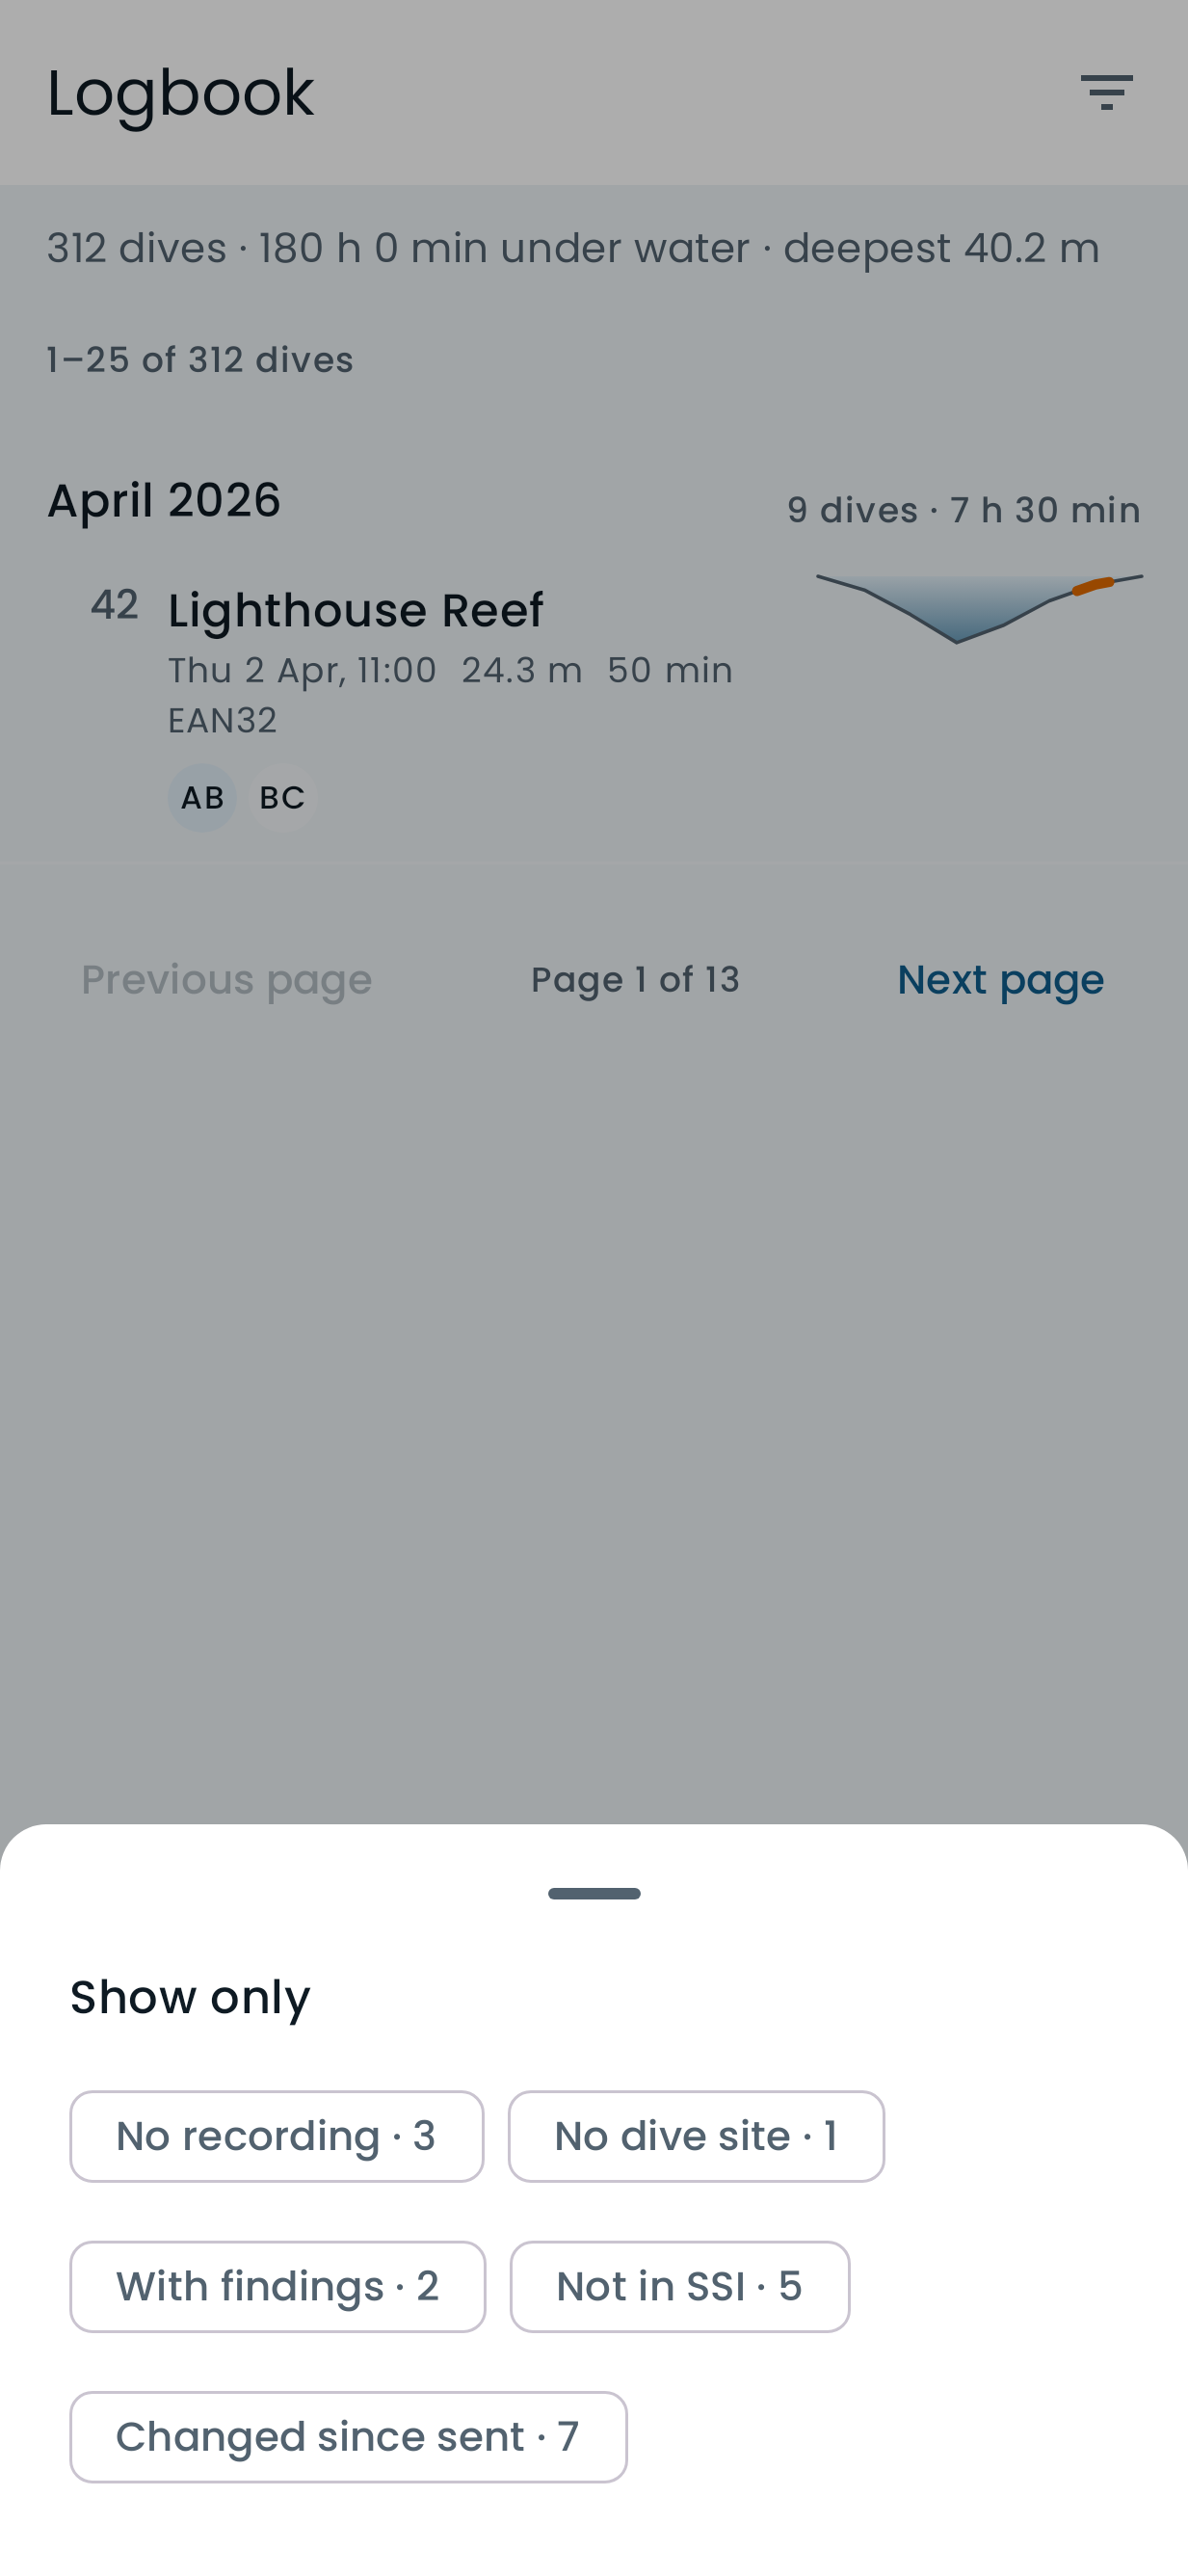 Logbook
312 dives · 180 h 0 min under water · deepest 40.2 m
1–25 of 312 dives
April 2026
9 dives · 7 h 30 min
42
Lighthouse Reef
Thu 2 Apr, 11:00 24.3 m 50 min
EAN32
AB BC
Previous page
Page 1 of 13
Next page
Show only
No recording · 3
No dive site · 1
With findings · 2
Not in SSI · 5
Changed since sent · 7